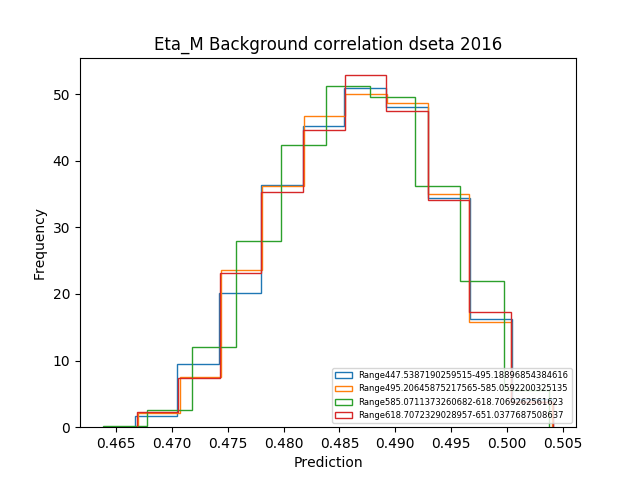 Eta_M Background correlation dseta 2016
Frequency
50
40
30
20
10
0
0.465 0.470 0.475 0.480 0.485 0.490 0.495 0.500 0.505
Prediction
Range447.5387190259515-495.18896854384616
Range495.20645875217565-585.0592200325135
Range585.0711373260682-618.7069262561623
Range618.7072329028957-651.0377687508637